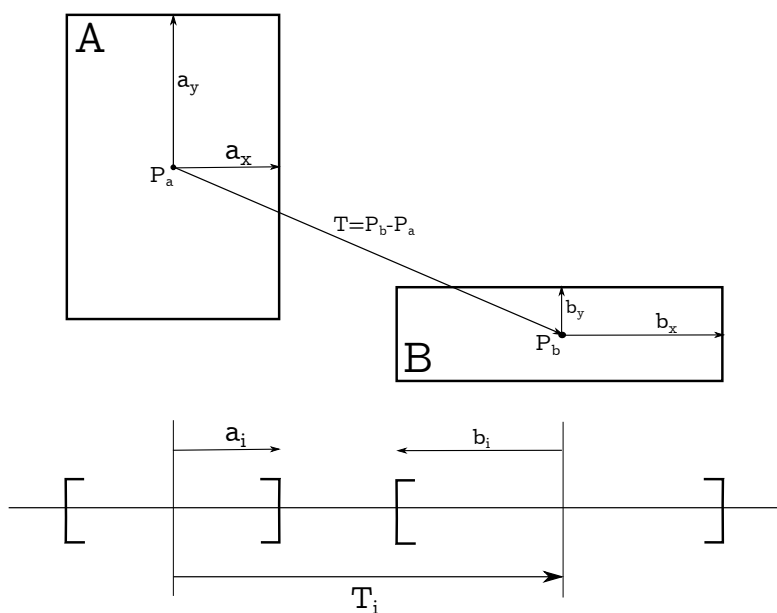 A
a_y
a_x
P_a
T=P_b-P_a
b_y
b_x
P_b
B
a_i
b_i
T_i